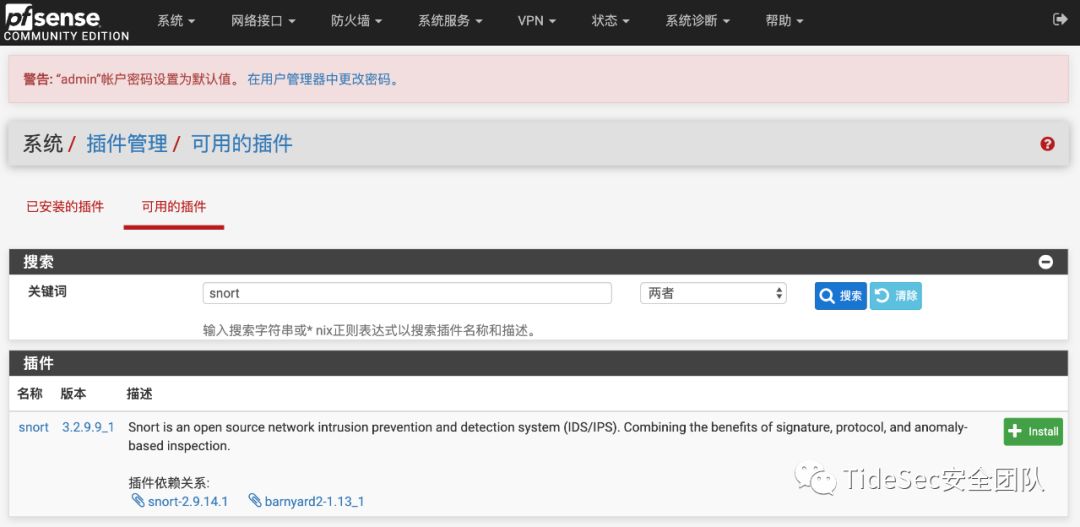 pfsense
COMMUNITY EDITION
系统 网络接口 防火墙 系统服务 VPN 状态 系统诊断 帮助
警告: “admin”帐户密码设置为默认值。 在用户管理器中更改密码。
系统 / 插件管理 / 可用的插件
已安装的插件 可用的插件
搜索
关键词 snort 两者 搜索 清除
输入搜索字符串或* nix正则表达式以搜索插件名称和描述。
插件
名称 版本 描述
snort 3.2.9.9_1 Snort is an open source network intrusion prevention and detection system (IDS/IPS). Combining the benefits of signature, protocol, and anomaly-
based inspection.
Install
插件依赖关系:
snort-2.9.14.1 barnyard2-1.13_1
TideSec安全团队